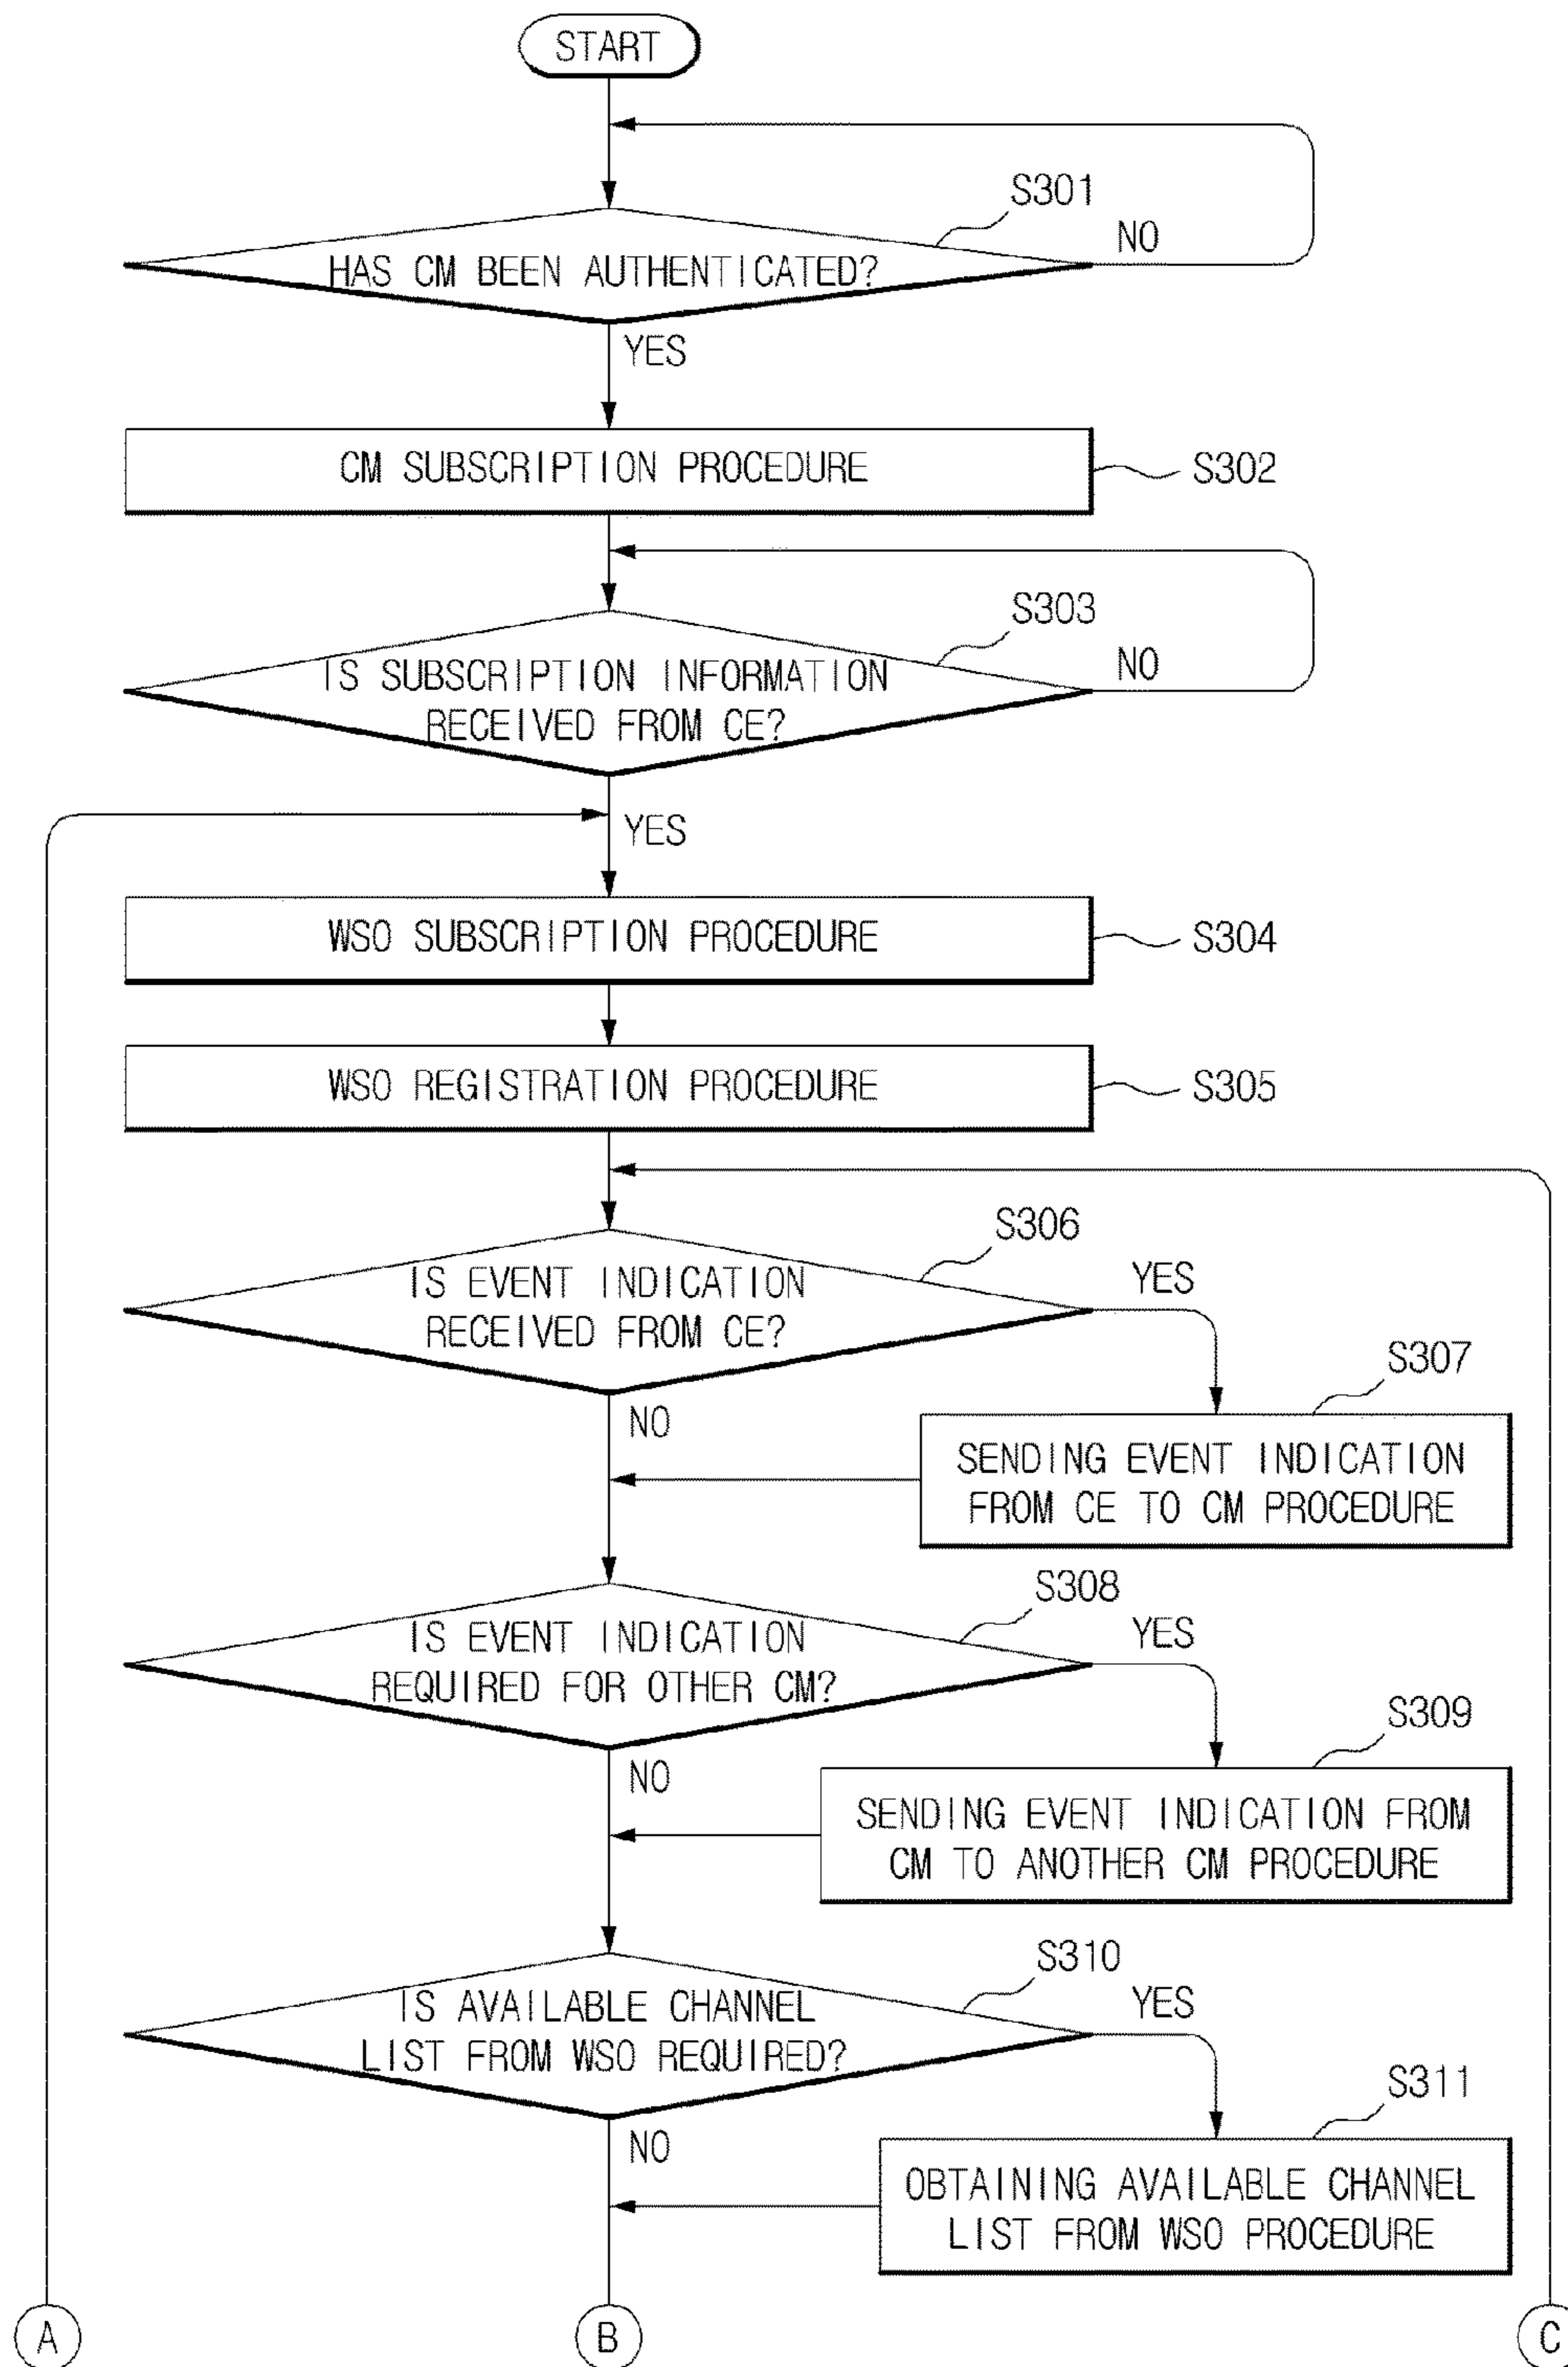 START
S301
NO
HAS CM BEEN AUTHENTICATED?
YES
CM SUBSCRIPTION PROCEDURE
S302
S303
NO
IS SUBSCRIPTION INFORMATION
RECEIVED FROM CE?
YES
WSO SUBSCRIPTION PROCEDURE
S304
WSO REGISTRATION PROCEDURE
S305
S306
YES
IS EVENT INDICATION
RECEIVED FROM CE?
S307
NO
SENDING EVENT INDICATION
FROM CE TO CM PROCEDURE
S308
YES
IS EVENT INDICATION
REQUIRED FOR OTHER CM?
S309
NO
SENDING EVENT INDICATION FROM
CM TO ANOTHER CM PROCEDURE
S310
YES
IS AVAILABLE CHANNEL
LIST FROM WSO REQUIRED?
S311
NO
OBTAINING AVAILABLE CHANNEL
LIST FROM WSO PROCEDURE
A
B
C